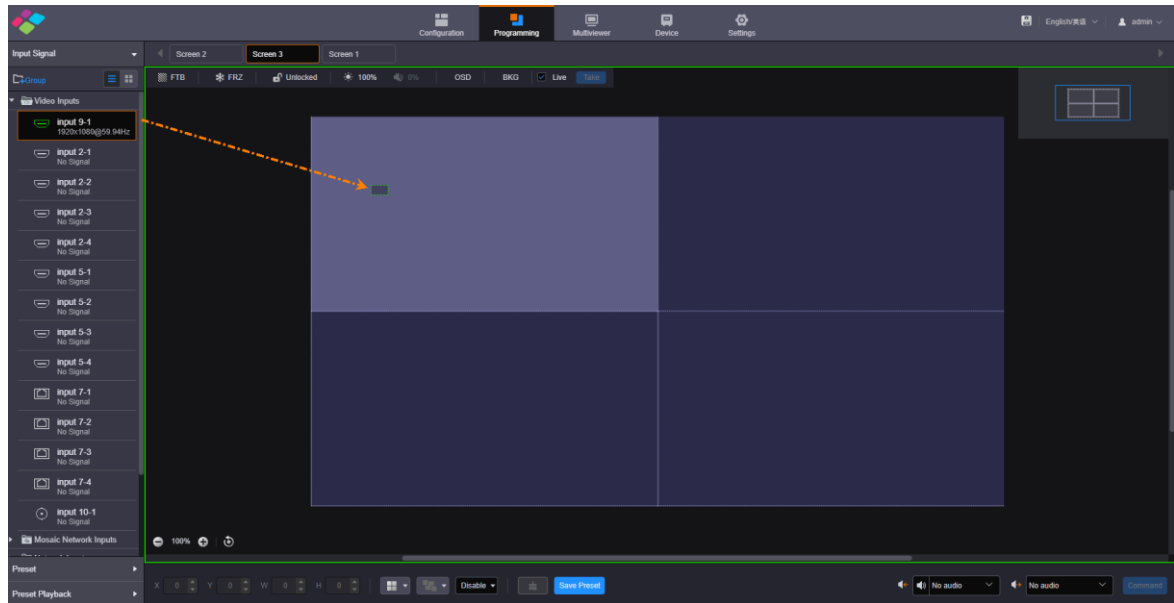 Configuration
Programming
Multiviewer
Device
Settings
English/英语
admin
Input Signal
Screen 2
Screen 3
Screen 1
Group
FTB
FRZ
Unlocked
100%
0%
OSD
BKG
Live
Take
Video Inputs
input 9-1
1920x1080@59.94Hz
input 2-1
No Signal
input 2-2
No Signal
input 2-3
No Signal
input 2-4
No Signal
input 5-1
No Signal
input 5-2
No Signal
input 5-3
No Signal
input 5-4
No Signal
input 7-1
No Signal
input 7-2
No Signal
input 7-3
No Signal
input 7-4
No Signal
input 10-1
No Signal
Mosaic Network Inputs
100%
Preset
Preset Playback
X 0 Y 0 W 0 H 0
Disable
Save Preset
No audio
No audio
Command